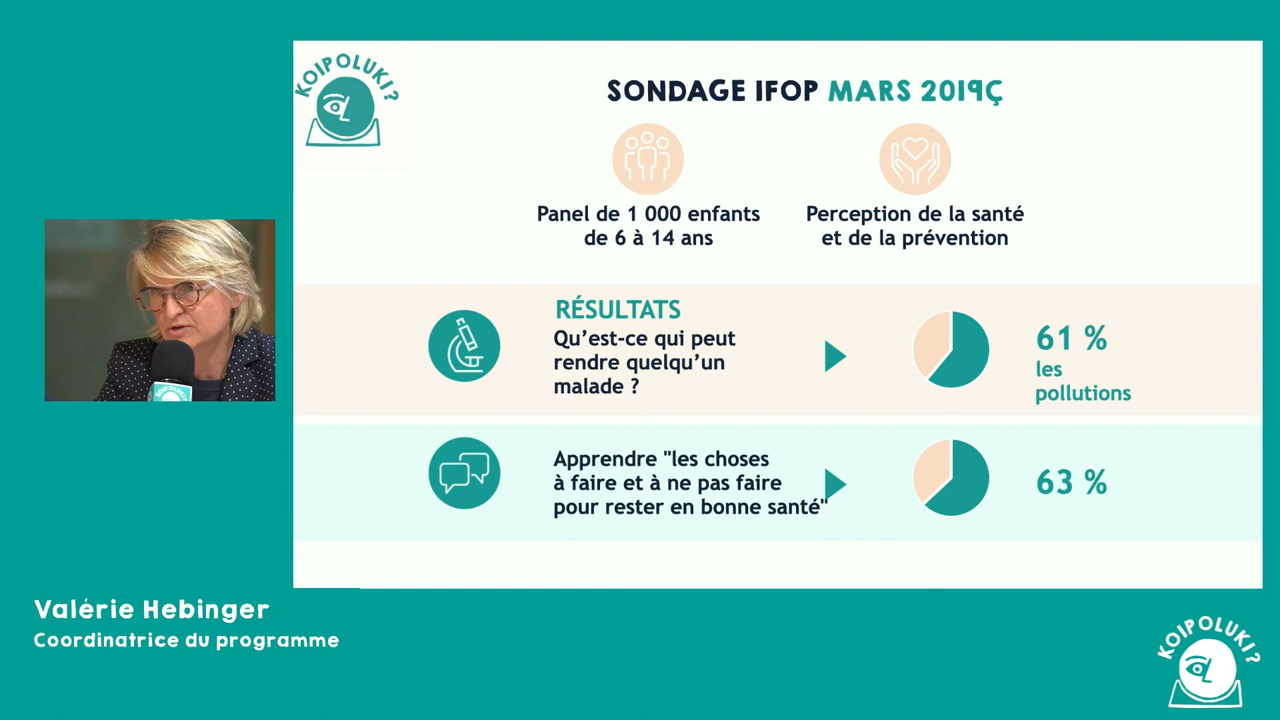 KOIPOLUKI?
SONDAGE IFOP MARS 2019Ç
Panel de 1 000 enfants
de 6 à 14 ans
Perception de la santé
et de la prévention
RÉSULTATS
Qu’est-ce qui peut
rendre quelqu’un
malade ?
61 %
les
pollutions
Apprendre "les choses
à faire et à ne pas faire
pour rester en bonne santé"
63 %
Valérie Hebinger
Coordinatrice du programme
KOIPOLUKI?